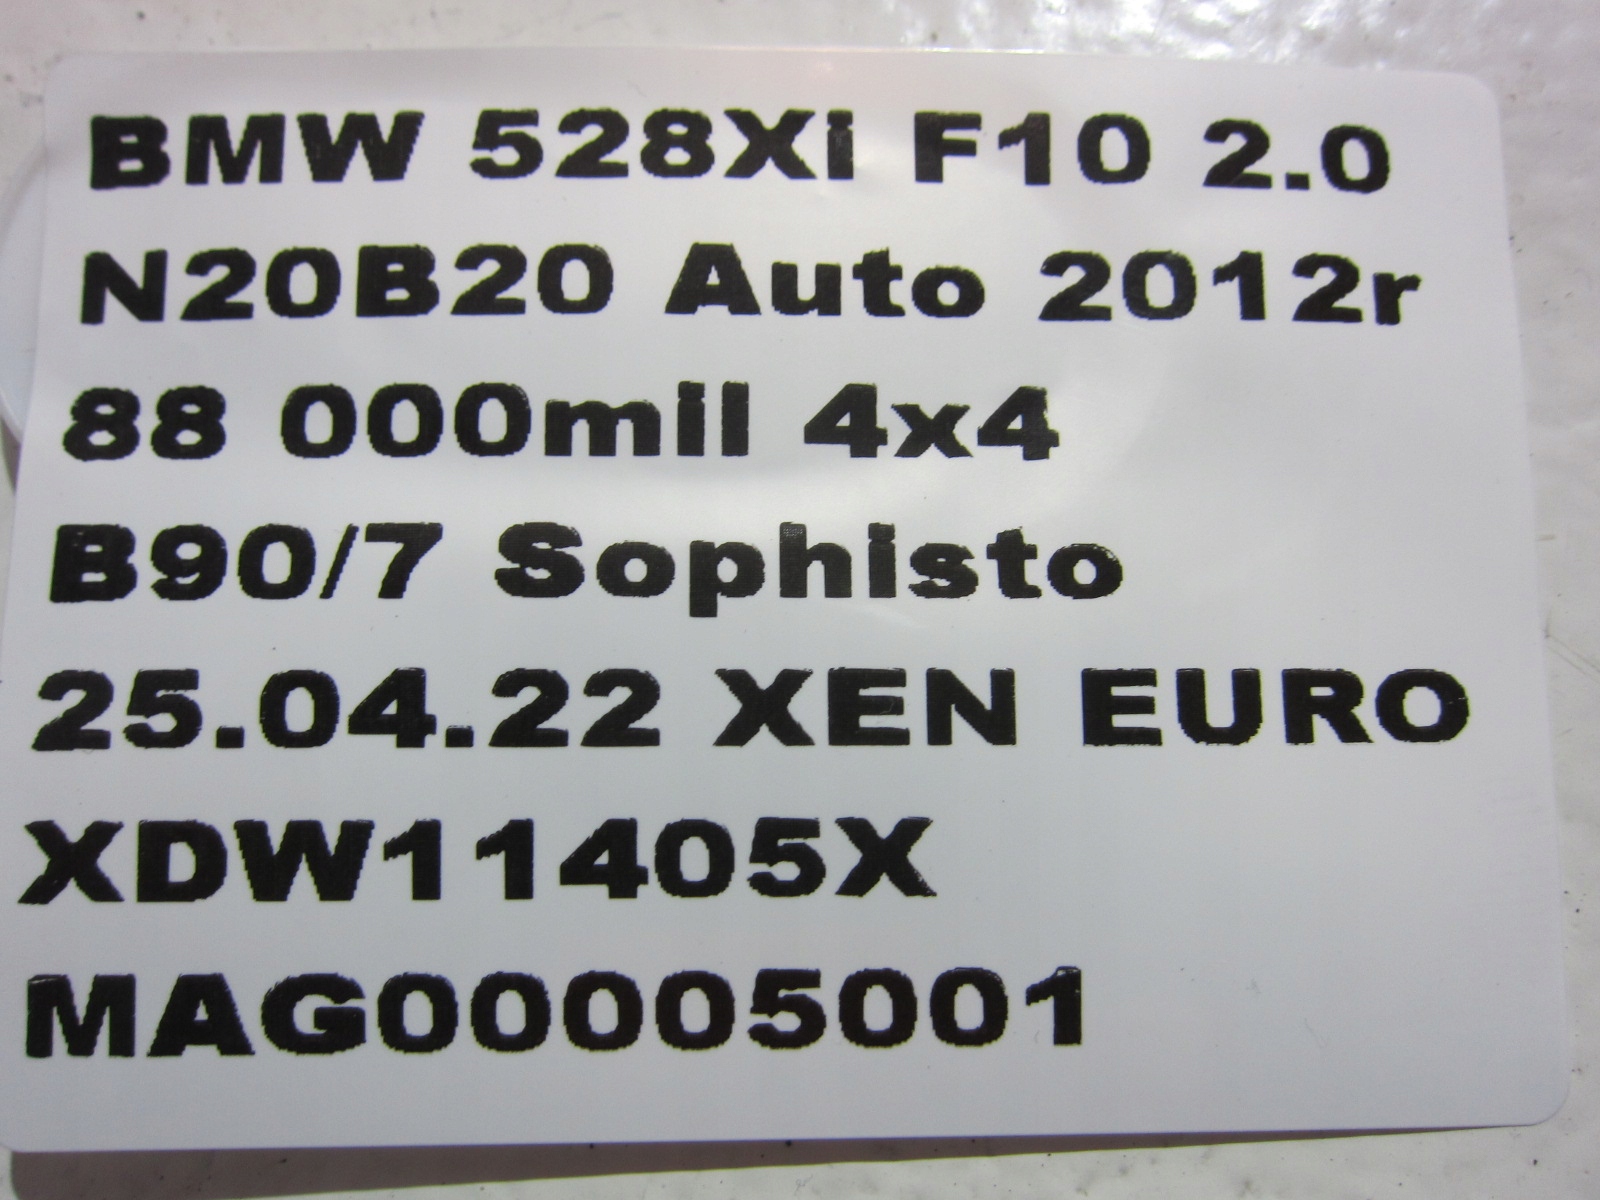 BMW 528Xi F10 2.0
N20B20 Auto 2012r
88 000mil 4x4
B90/7 Sophisto
25.04.22 XEN EURO
XDW11405X
MAG00005001